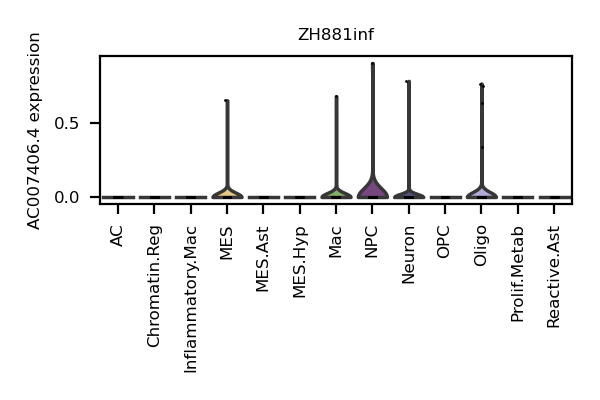 ZH881inf
AC007406.4 expression
0.5
0.0
AC
Chromatin.Reg
Inflammatory.Mac
MES
MES.Ast
MES.Hyp
Mac
NPC
Neuron
OPC
Oligo
Prolif.Metab
Reactive.Ast